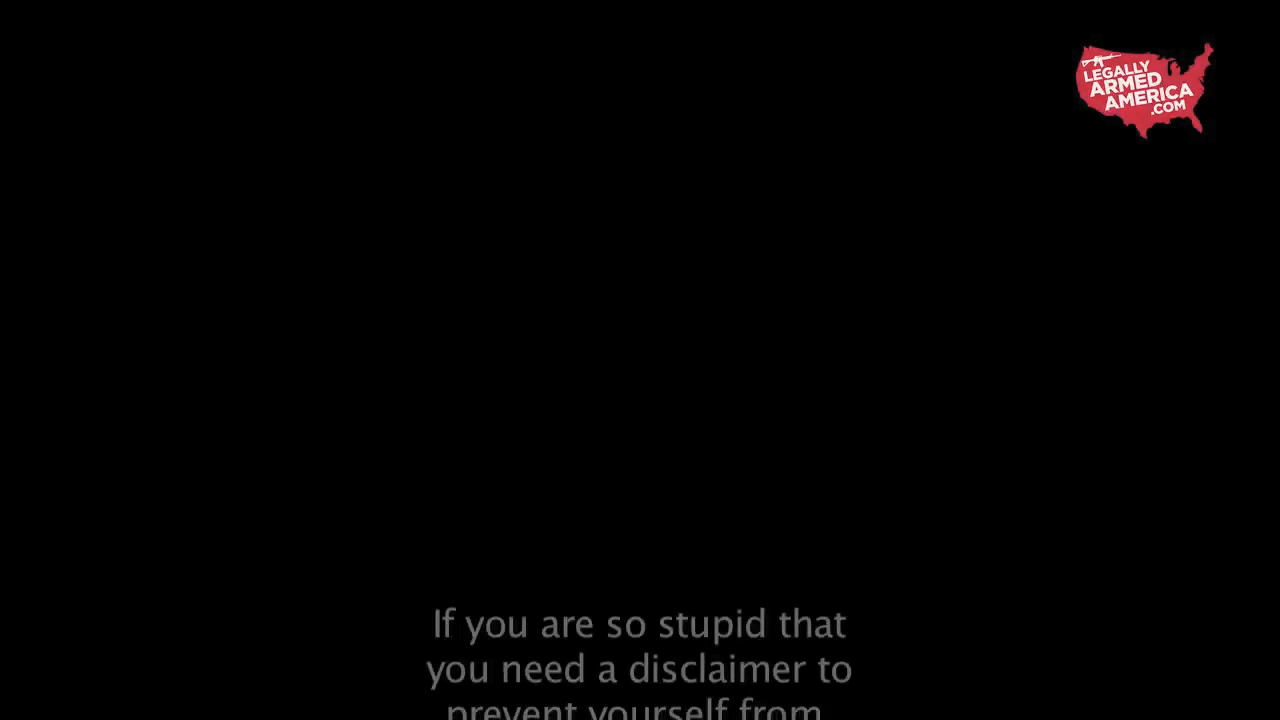 LEGALLY
ARMED
AMERICA
.COM
If you are so stupid that
you need a disclaimer to
prevent yourself from